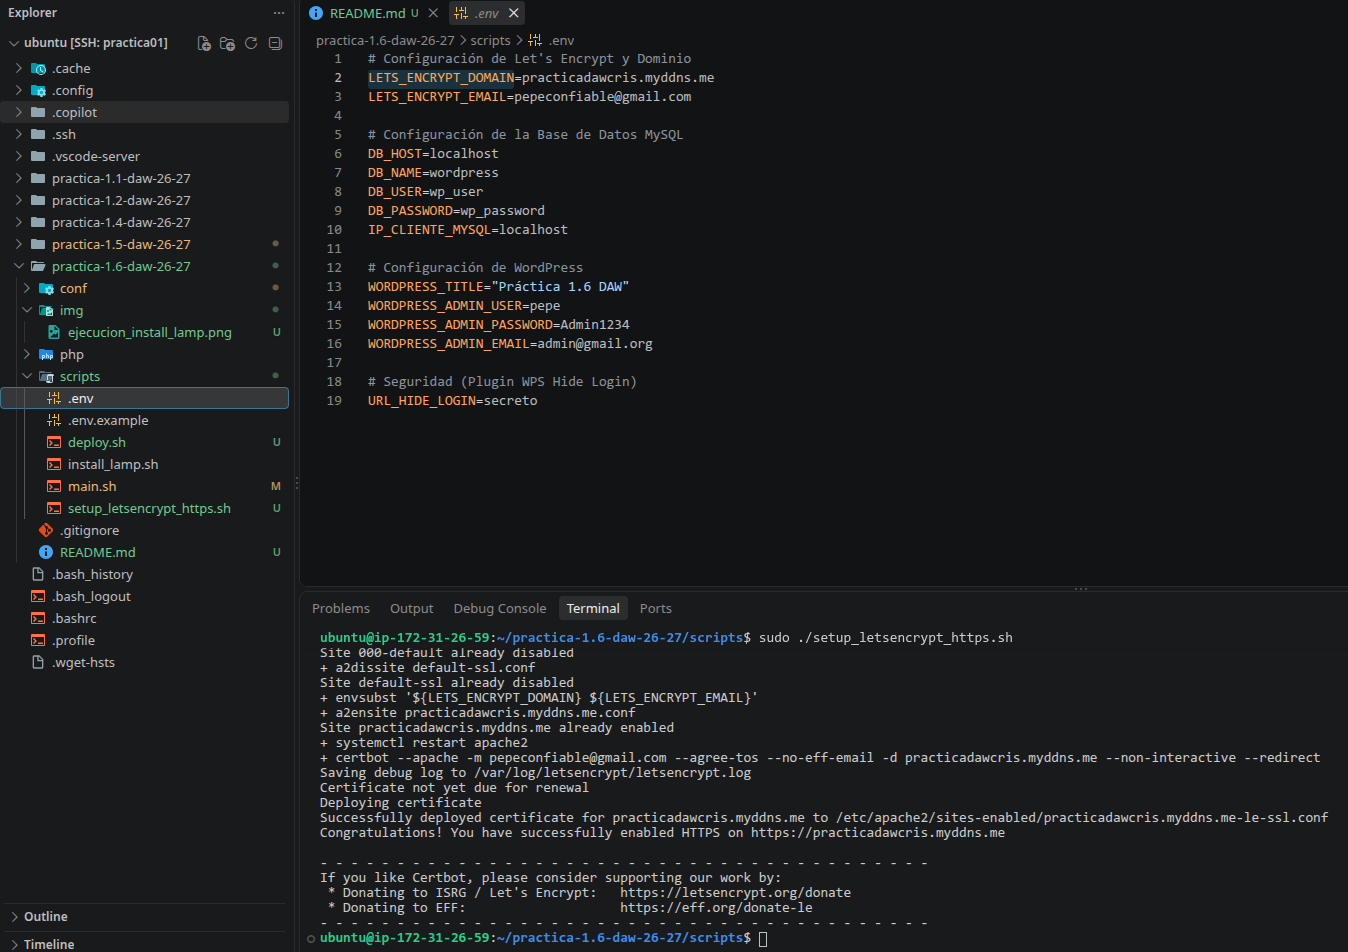 Explorer
ubuntu [SSH: practica01]
.cache
.config
.copilot
.ssh
.vscode-server
practica-1.1-daw-26-27
practica-1.2-daw-26-27
practica-1.4-daw-26-27
practica-1.5-daw-26-27
practica-1.6-daw-26-27
conf
img
ejecucion_install_lamp.png U
php php
scripts
.env
.env.example
deploy.sh U
install_lamp.sh
main.sh M
setup_letsencrypt_https.sh U
.gitignore
README.md U
.bash_history
.bash_logout
.bashrc
.profile
.wget-hsts
Outline
Timeline
README.md U .env
practica-1.6-daw-26-27 > scripts > .env
1 # Configuración de Let's Encrypt y Dominio
2 LETS_ENCRYPT_DOMAIN=practicadawcris.myddns.me
3 LETS_ENCRYPT_EMAIL=pepeconfiable@gmail.com
4
5 # Configuración de la Base de Datos MySQL
6 DB_HOST=localhost
7 DB_NAME=wordpress
8 DB_USER=wp_user
9 DB_PASSWORD=wp_password
10 IP_CLIENTE_MYSQL=localhost
11
12 # Configuración de WordPress
13 WORDPRESS_TITLE="Práctica 1.6 DAW"
14 WORDPRESS_ADMIN_USER=pepe
15 WORDPRESS_ADMIN_PASSWORD=Admin1234
16 WORDPRESS_ADMIN_EMAIL=admin@gmail.org
17
18 # Seguridad (Plugin WPS Hide Login)
19 URL_HIDE_LOGIN=secreto
Problems Output Debug Console Terminal Ports
ubuntu@ip-172-31-26-59:~/practica-1.6-daw-26-27/scripts$ sudo ./setup_letsencrypt_https.sh
Site 000-default already disabled
+ a2dissite default-ssl.conf
Site default-ssl already disabled
+ envsubst '${LETS_ENCRYPT_DOMAIN} ${LETS_ENCRYPT_EMAIL}'
+ a2ensite practicadawcris.myddns.me.conf
Site practicadawcris.myddns.me already enabled
+ systemctl restart apache2
+ certbot --apache -m pepeconfiable@gmail.com --agree-tos --no-eff-email -d practicadawcris.myddns.me --non-interactive --redirect
Saving debug log to /var/log/letsencrypt/letsencrypt.log
Certificate not yet due for renewal
Deploying certificate
Successfully deployed certificate for practicadawcris.myddns.me to /etc/apache2/sites-enabled/practicadawcris.myddns.me-le-ssl.conf
Congratulations! You have successfully enabled HTTPS on https://practicadawcris.myddns.me
- - - - - - - - - - - - - - - - - - - - - - - - - - - - - - - - - - - - - - - -
If you like Certbot, please consider supporting our work by:
* Donating to ISRG / Let's Encrypt: https://letsencrypt.org/donate
* Donating to EFF: https://eff.org/donate-le
- - - - - - - - - - - - - - - - - - - - - - - - - - - - - - - - - - - - - - - -
ubuntu@ip-172-31-26-59:~/practica-1.6-daw-26-27/scripts$